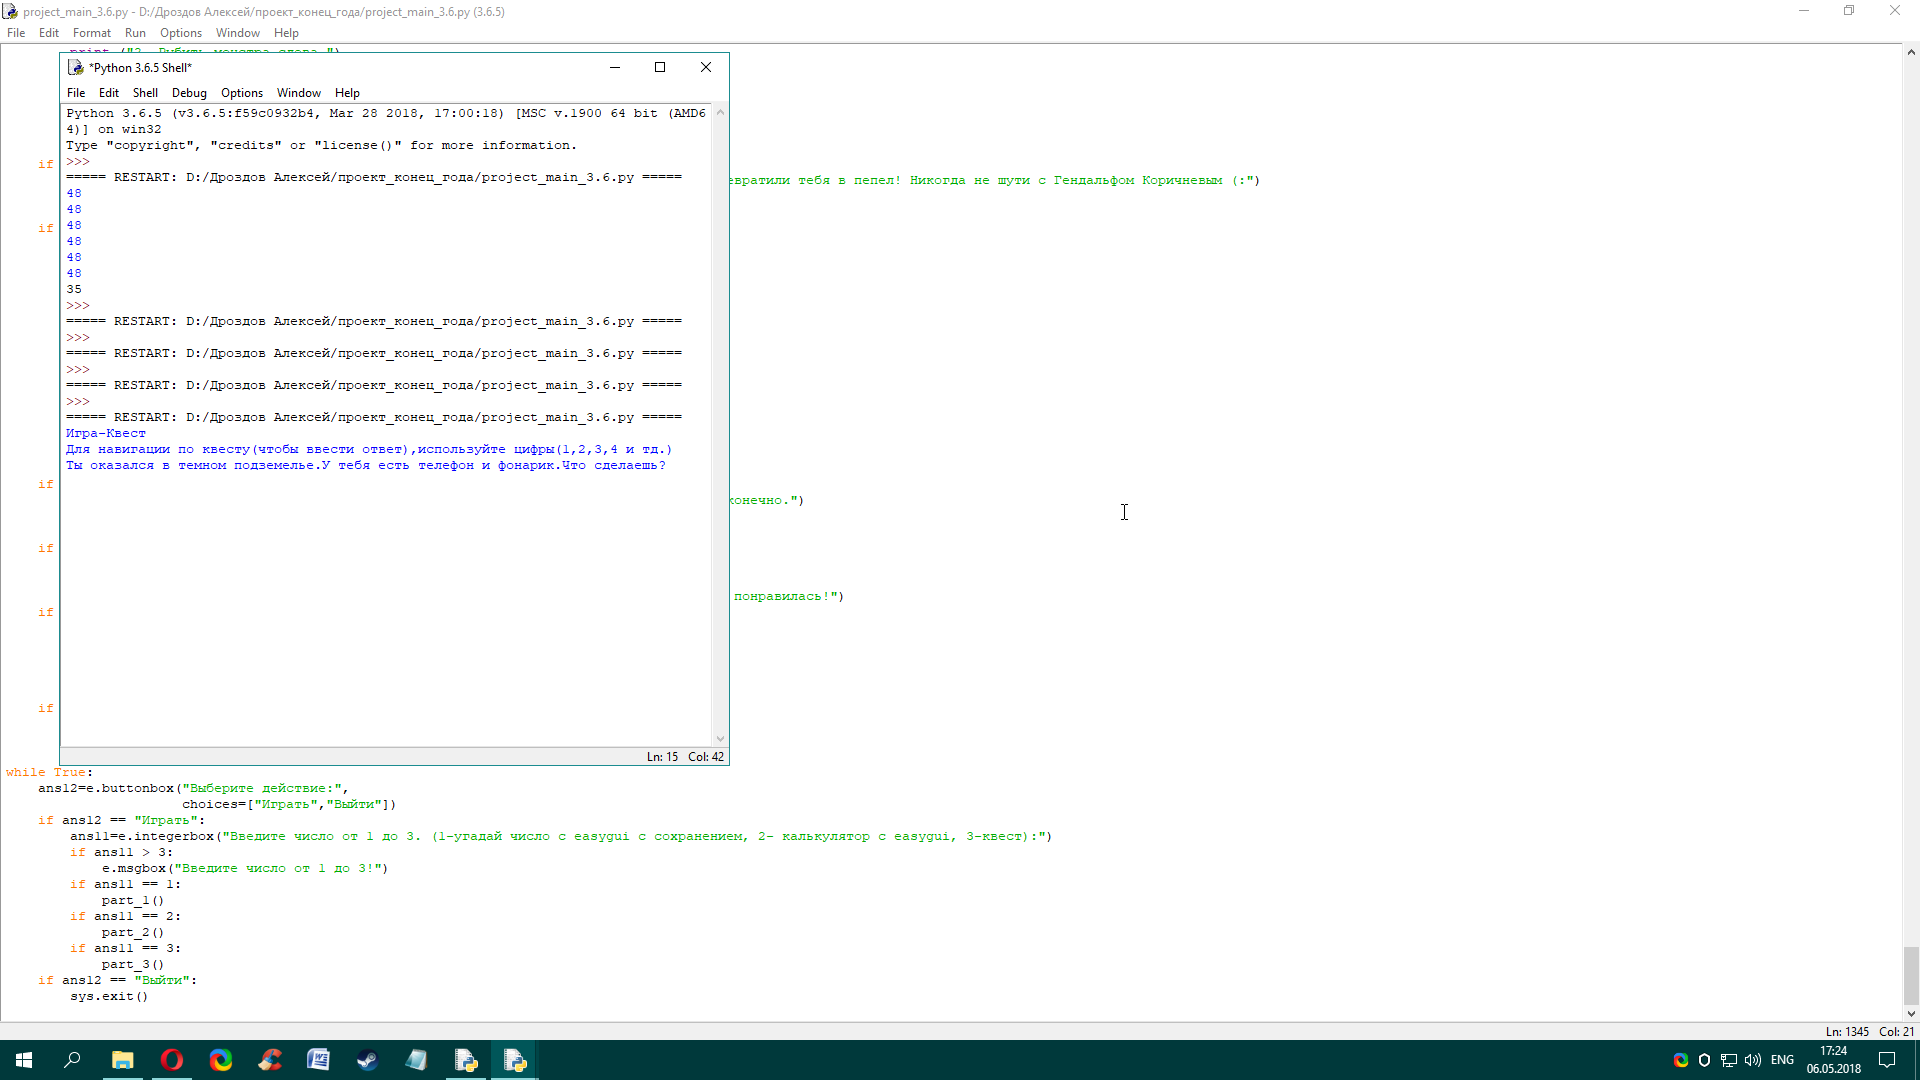 project_main_3.6.py - D:/Дроздов Алексей/проект_конец_года/project_main_3.6.py (3.6.5)
File Edit Format Run Options Window Help
*Python 3.6.5 Shell*
File Edit Shell Debug Options Window Help
Python 3.6.5 (v3.6.5:f59c0932b4, Mar 28 2018, 17:00:18) [MSC v.1900 64 bit (AMD6
4)] on win32
Type "copyright", "credits" or "license()" for more information.
>>>
===== RESTART: D:/Дроздов Алексей/проект_конец_года/project_main_3.6.py =====
48
48
48
48
48
48
35
>>>
===== RESTART: D:/Дроздов Алексей/проект_конец_года/project_main_3.6.py =====
>>>
===== RESTART: D:/Дроздов Алексей/проект_конец_года/project_main_3.6.py =====
>>>
===== RESTART: D:/Дроздов Алексей/проект_конец_года/project_main_3.6.py =====
>>>
===== RESTART: D:/Дроздов Алексей/проект_конец_года/project_main_3.6.py =====
Игра-Квест
Для навигации по квесту(чтобы ввести ответ),используйте цифры(1,2,3,4 и тд.)
Ты оказался в темном подземелье.У тебя есть телефон и фонарик.Что сделаешь?
Ln: 15 Col: 42
if
евратили тебя в пепел! Никогда не шути с Гендальфом Коричневым (:")
if
if
конечно.")
if
понравилась!")
if
if
while True:
ans12=e.buttonbox("Выберите действие:",
choices=["Играть","Выйти"])
if ans12 == "Играть":
ans11=e.integerbox("Введите число от 1 до 3. (1-угадай число с easygui с сохранением, 2- калькулятор с easygui, 3-квест):")
if ans11 > 3:
e.msgbox("Введите число от 1 до 3!")
if ans11 == 1:
part_1()
if ans11 == 2:
part_2()
if ans11 == 3:
part_3()
if ans12 == "Выйти":
sys.exit()
Ln: 1345 Col: 21
ENG
17:24
06.05.2018